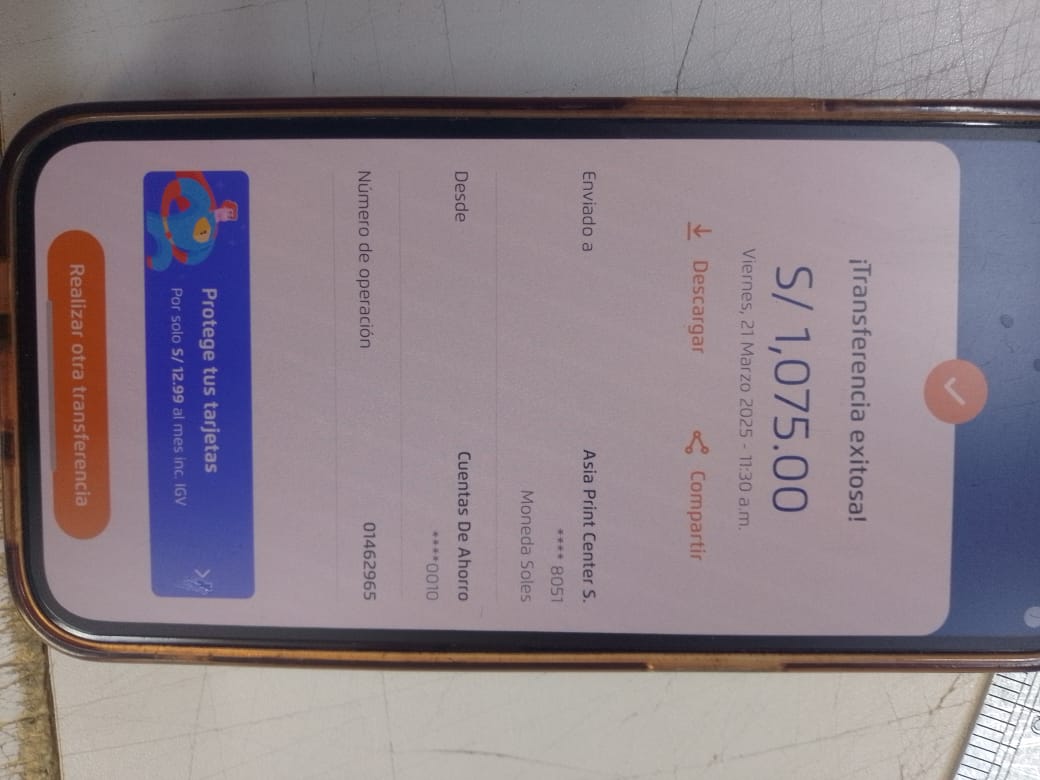 ¡Transferencia exitosa!
S/ 1,075.00
Viernes, 21 Marzo 2025 - 11:30 a.m.
Descargar
Compartir
Enviado a
Asia Print Center S.
**** 8051
Moneda Soles
Desde
Cuentas De Ahorro
****0010
Número de operación
01462965
Protege tus tarjetas
Por solo S/ 12.99 al mes inc. IGV
Realizar otra transferencia